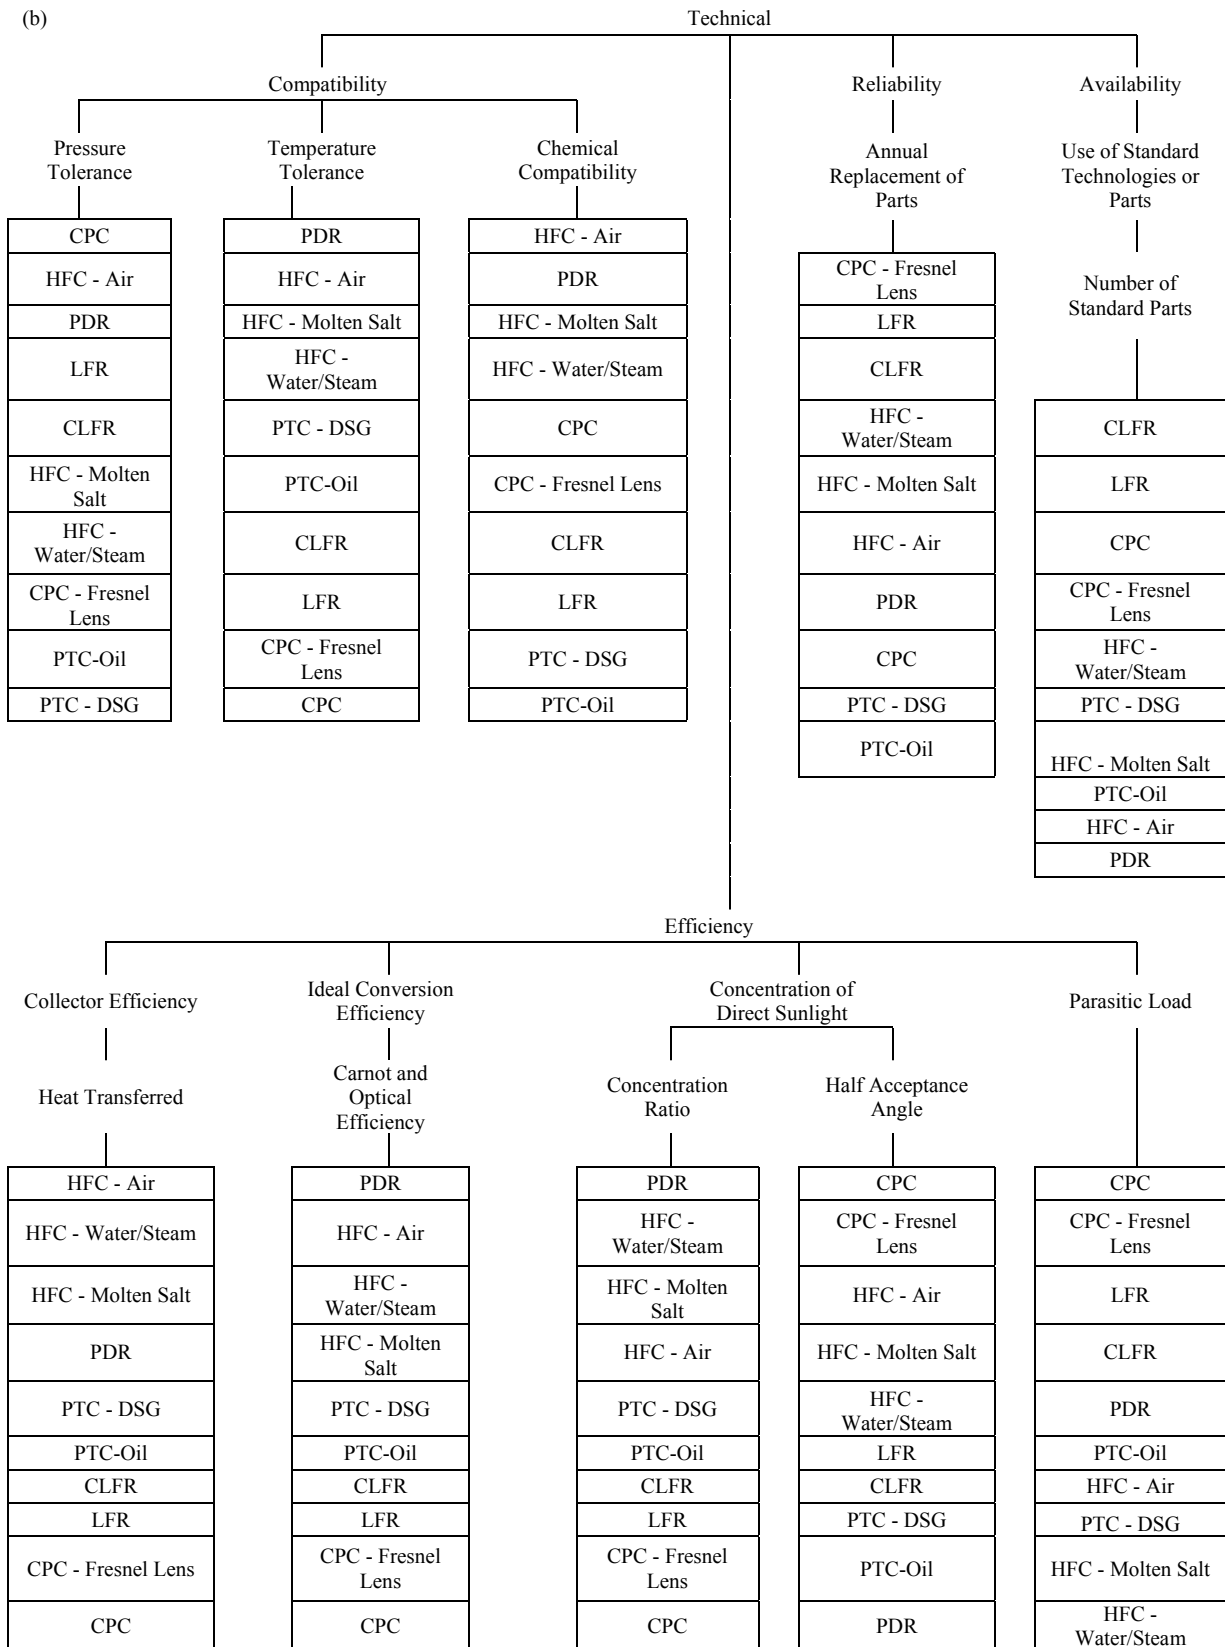 (b)
Technical
Compatibility
Reliability
Availability
Pressure
Tolerance
Temperature
Tolerance
Chemical
Compatibility
Annual
Replacement of
Parts
Use of Standard
Technologies or
Parts
Number of
Standard Parts
CPC
HFC - Air
PDR
LFR
CLFR
HFC - Molten
Salt
HFC -
Water/Steam
CPC - Fresnel
Lens
PTC-Oil
PTC - DSG
PDR
HFC - Air
HFC - Molten Salt
HFC -
Water/Steam
PTC - DSG
PTC-Oil
CLFR
LFR
CPC - Fresnel
Lens
CPC
HFC - Air
PDR
HFC - Molten Salt
HFC - Water/Steam
CPC
CPC - Fresnel Lens
CLFR
LFR
PTC - DSG
PTC-Oil
CPC - Fresnel
Lens
LFR
CLFR
HFC -
Water/Steam
HFC - Molten Salt
HFC - Air
PDR
CPC
PTC - DSG
PTC-Oil
CLFR
LFR
CPC
CPC - Fresnel
Lens
HFC -
Water/Steam
PTC - DSG
HFC - Molten Salt
PTC-Oil
HFC - Air
PDR
Efficiency
Collector Efficiency
Ideal Conversion
Efficiency
Concentration of
Direct Sunlight
Parasitic Load
Heat Transferred
Carnot and
Optical
Efficiency
Concentration
Ratio
Half Acceptance
Angle
HFC - Air
HFC - Water/Steam
HFC - Molten Salt
PDR
PTC - DSG
PTC-Oil
CLFR
LFR
CPC - Fresnel Lens
CPC
PDR
HFC - Air
HFC -
Water/Steam
HFC - Molten
Salt
PTC - DSG
PTC-Oil
CLFR
LFR
CPC - Fresnel
Lens
CPC
PDR
HFC -
Water/Steam
HFC - Molten
Salt
HFC - Air
PTC - DSG
PTC-Oil
CLFR
LFR
CPC - Fresnel
Lens
CPC
CPC
CPC - Fresnel
Lens
HFC - Air
HFC - Molten Salt
HFC -
Water/Steam
LFR
CLFR
PTC - DSG
PTC-Oil
PDR
CPC
CPC - Fresnel
Lens
LFR
CLFR
PDR
PTC-Oil
HFC - Air
PTC - DSG
HFC - Molten Salt
HFC -
Water/Steam